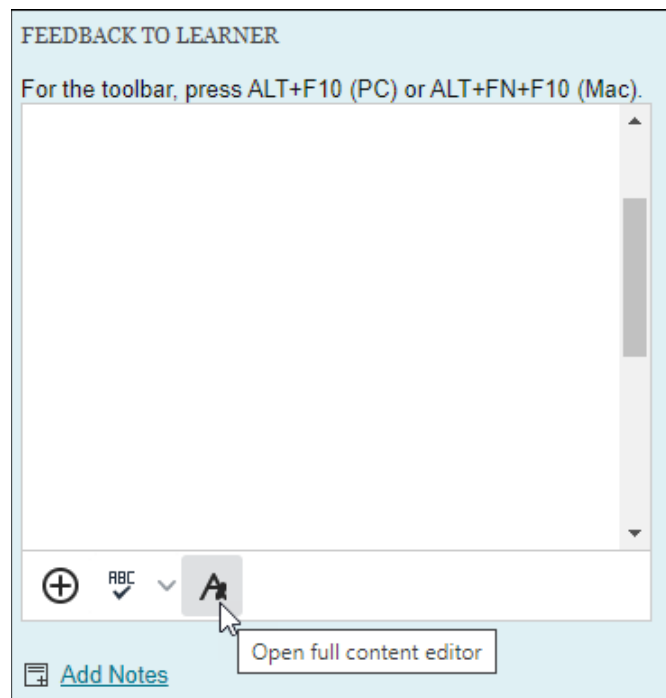 FEEDBACK TO LEARNER
For the toolbar, press ALT+F10 (PC) or ALT+FN+F10 (Mac).
ABC
A
Open full content editor
Add Notes